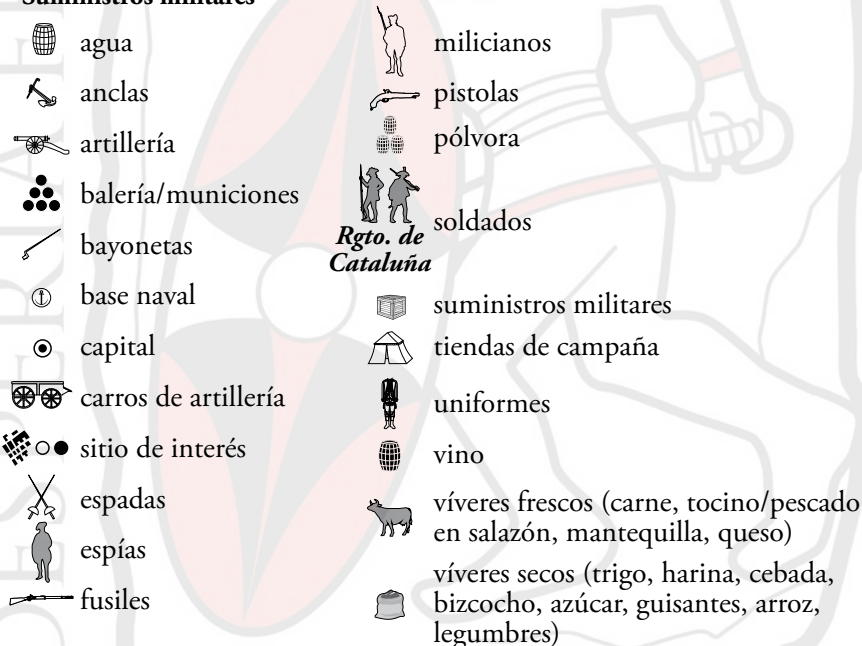 Suministros militares
agua
anclas
artillería
balería/municiones
bayonetas
base naval
capital
carros de artillería
sitio de interés
espadas
espías
fusiles
milicianos
pistolas
pólvora
soldados
Rgto. de
Cataluña
suministros militares
tiendas de campaña
uniformes
vino
víveres frescos (carne, tocino/pescado
en salazón, mantequilla, queso)
víveres secos (trigo, harina, cebada,
bizcocho, azúcar, guisantes, arroz,
legumbres)